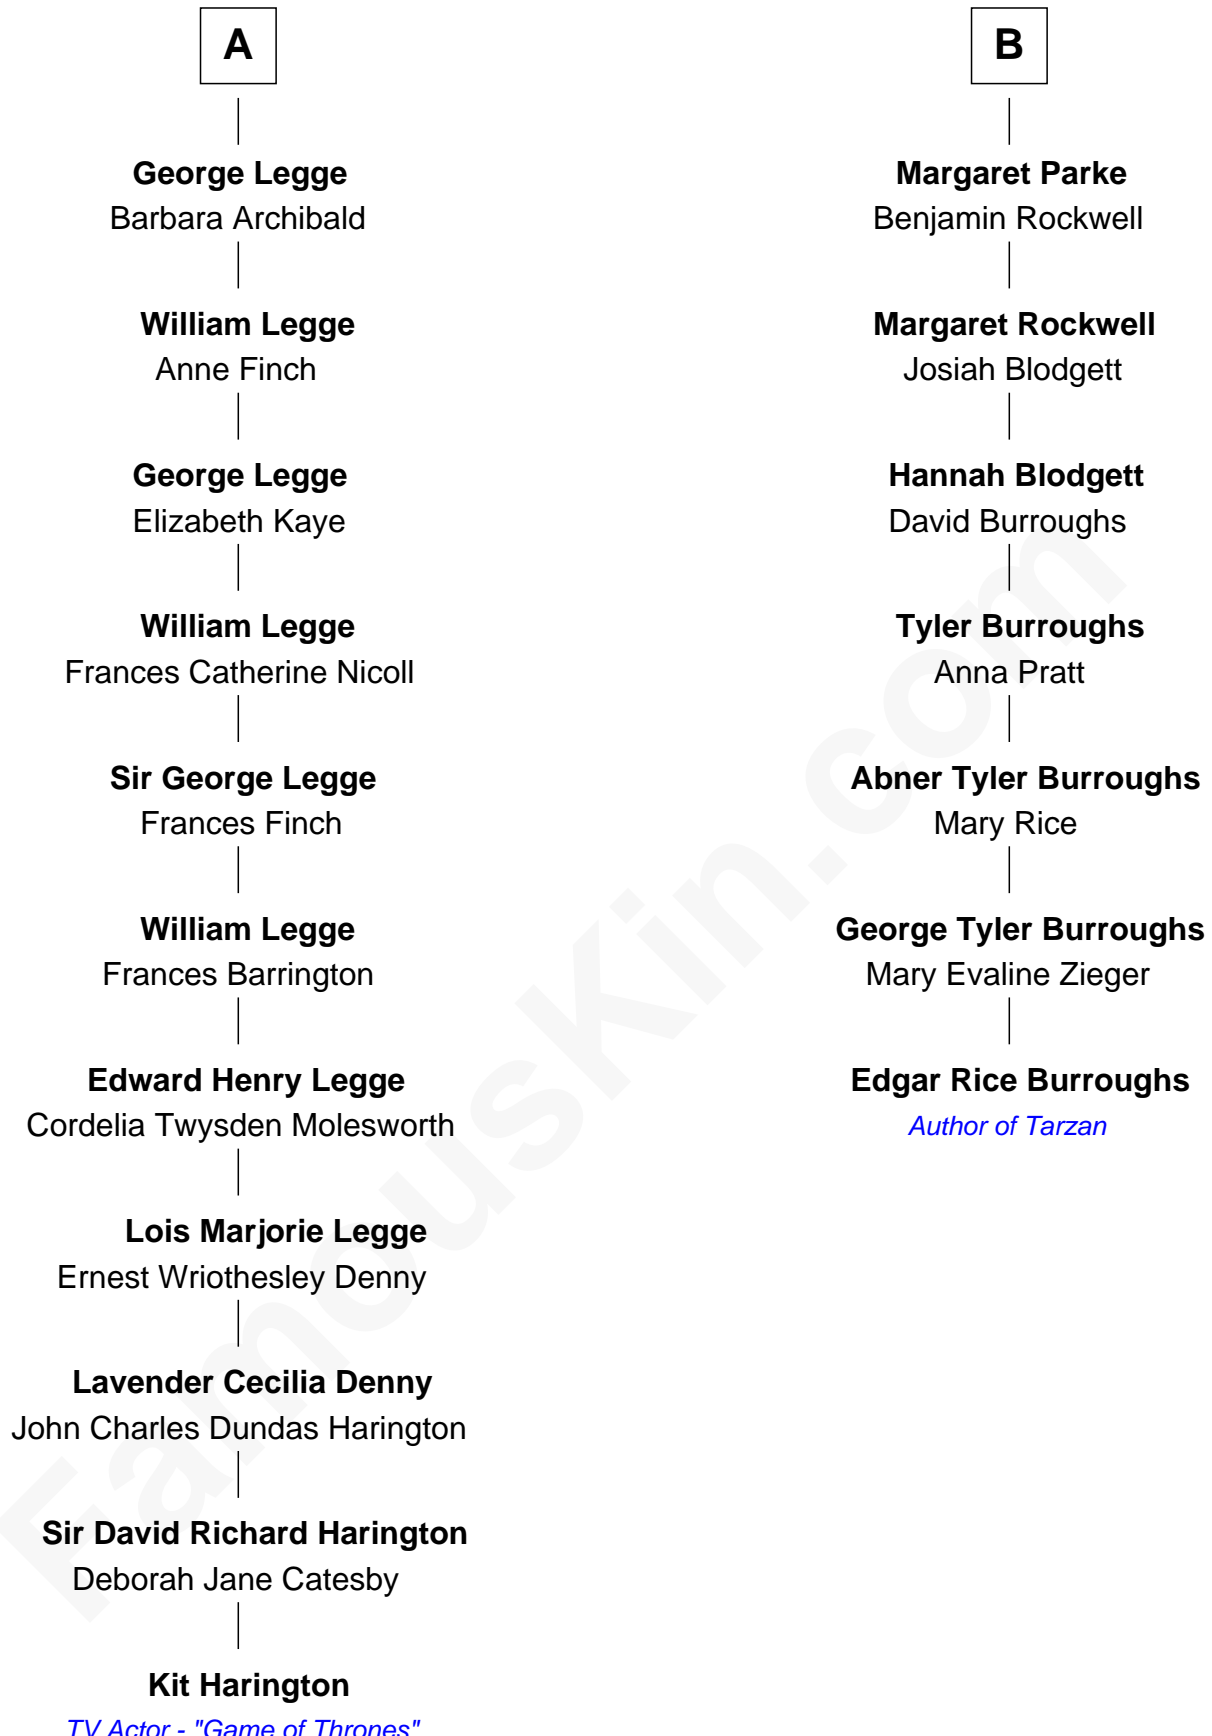 A
George Legge
Barbara Archibald
William Legge
Anne Finch
George Legge
Elizabeth Kaye
William Legge
Frances Catherine Nicoll
Sir George Legge
Frances Finch
William Legge
Frances Barrington
Edward Henry Legge
Cordelia Twysden Molesworth
Lois Marjorie Legge
Ernest Wriothesley Denny
Lavender Cecilia Denny
John Charles Dundas Harington
Sir David Richard Harington
Deborah Jane Catesby
Kit Harington
TV Actor - "Game of Thrones"
B
Margaret Parke
Benjamin Rockwell
Margaret Rockwell
Josiah Blodgett
Hannah Blodgett
David Burroughs
Tyler Burroughs
Anna Pratt
Abner Tyler Burroughs
Mary Rice
George Tyler Burroughs
Mary Evaline Zieger
Edgar Rice Burroughs
Author of Tarzan
FamousKin.com